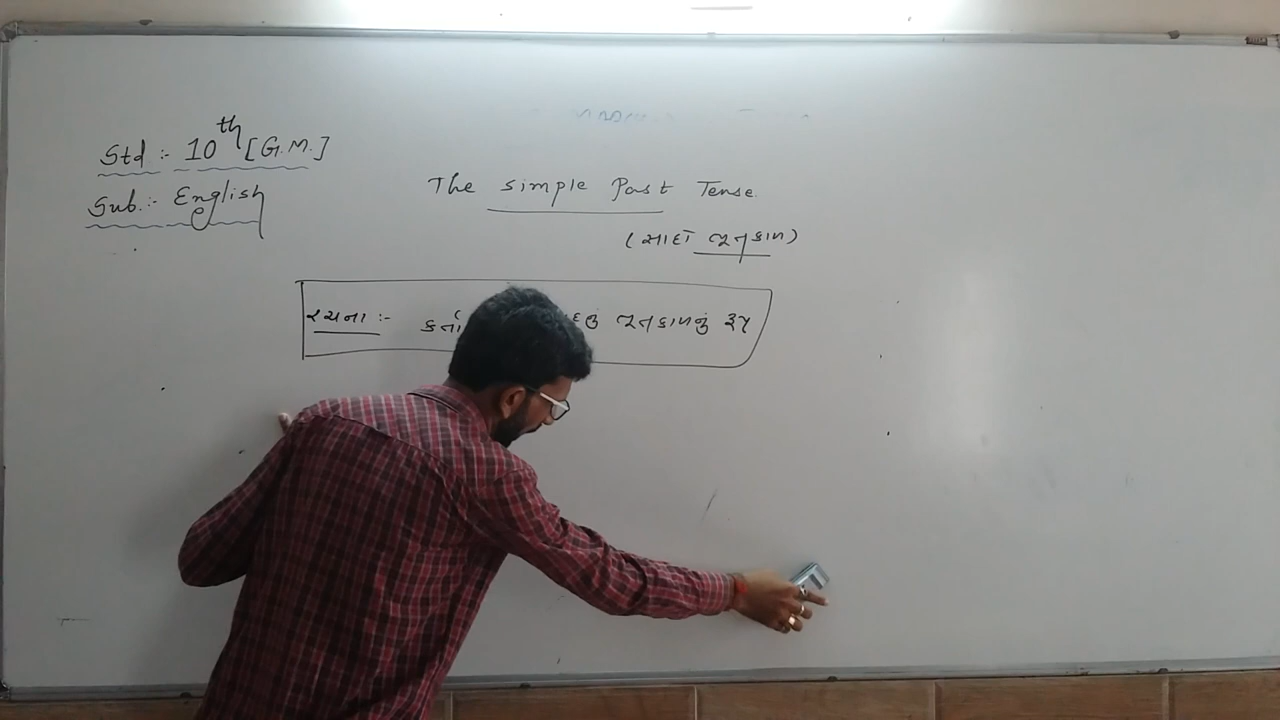 Std :- 10th [G.M.]
Sub. :- English
The simple Past Tense.
(સાદો ભૂતકાળ)
રચના :- કર્તા ભૂતકાળનું રૂપ